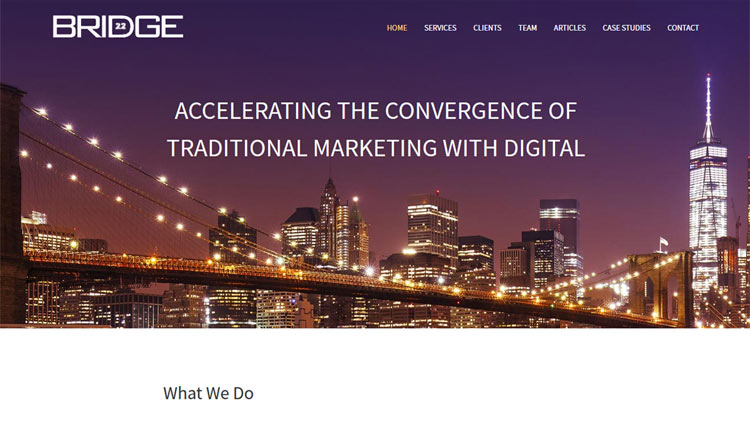 BRIDGE
22
HOME SERVICES CLIENTS TEAM ARTICLES CASE STUDIES CONTACT
ACCELERATING THE CONVERGENCE OF
TRADITIONAL MARKETING WITH DIGITAL
What We Do